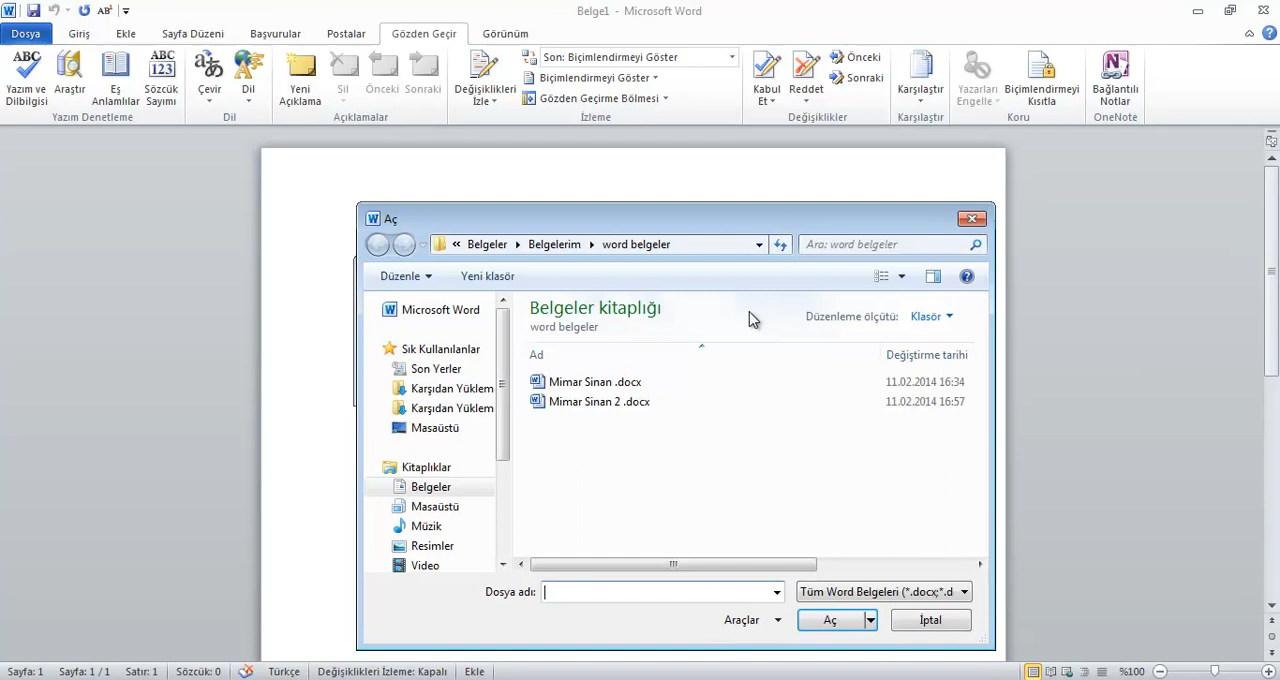 Belge1 - Microsoft Word
Dosya Giriş Ekle Sayfa Düzeni Başvurular Postalar Gözden Geçir Görünüm
Yazım ve Dilbilgisi
Araştır
Eş Anlamlılar
Sözcük Sayımı
Yazım Denetleme
Çevir
Dil
Dil
Yeni Açıklama
Sil
Önceki
Sonraki
Açıklamalar
Değişiklikleri İzle
Son: Biçimlendirmeyi Göster
Biçimlendirmeyi Göster
Gözden Geçirme Bölmesi
İzleme
Kabul Et
Reddet
Önceki
Sonraki
Değişiklikler
Karşılaştır
Karşılaştır
Yazarları Engelle
Biçimlendirmeyi Kısıtla
Koru
Bağlantılı Notlar
OneNote
Aç
« Belgeler Belgelerim word belgeler
Ara: word belgeler
Düzenle Yeni klasör
Microsoft Word
Sık Kullanılanlar
Son Yerler
Karşıdan Yüklem
Karşıdan Yüklem
Masaüstü
Kitaplıklar
Belgeler
Masaüstü
Müzik
Resimler
Video
Belgeler kitaplığı
word belgeler
Düzenleme ölçütü: Klasör
Ad Değiştirme tarihi
Mimar Sinan .docx 11.02.2014 16:34
Mimar Sinan 2 .docx 11.02.2014 16:57
Dosya adı: Tüm Word Belgeleri (*.docx;*.d
Araçlar Aç İptal
Sayfa: 1 Sayfa: 1 / 1 Satır: 1 Sözcük: 0 Türkçe Değişiklikleri İzleme: Kapalı Ekle %100